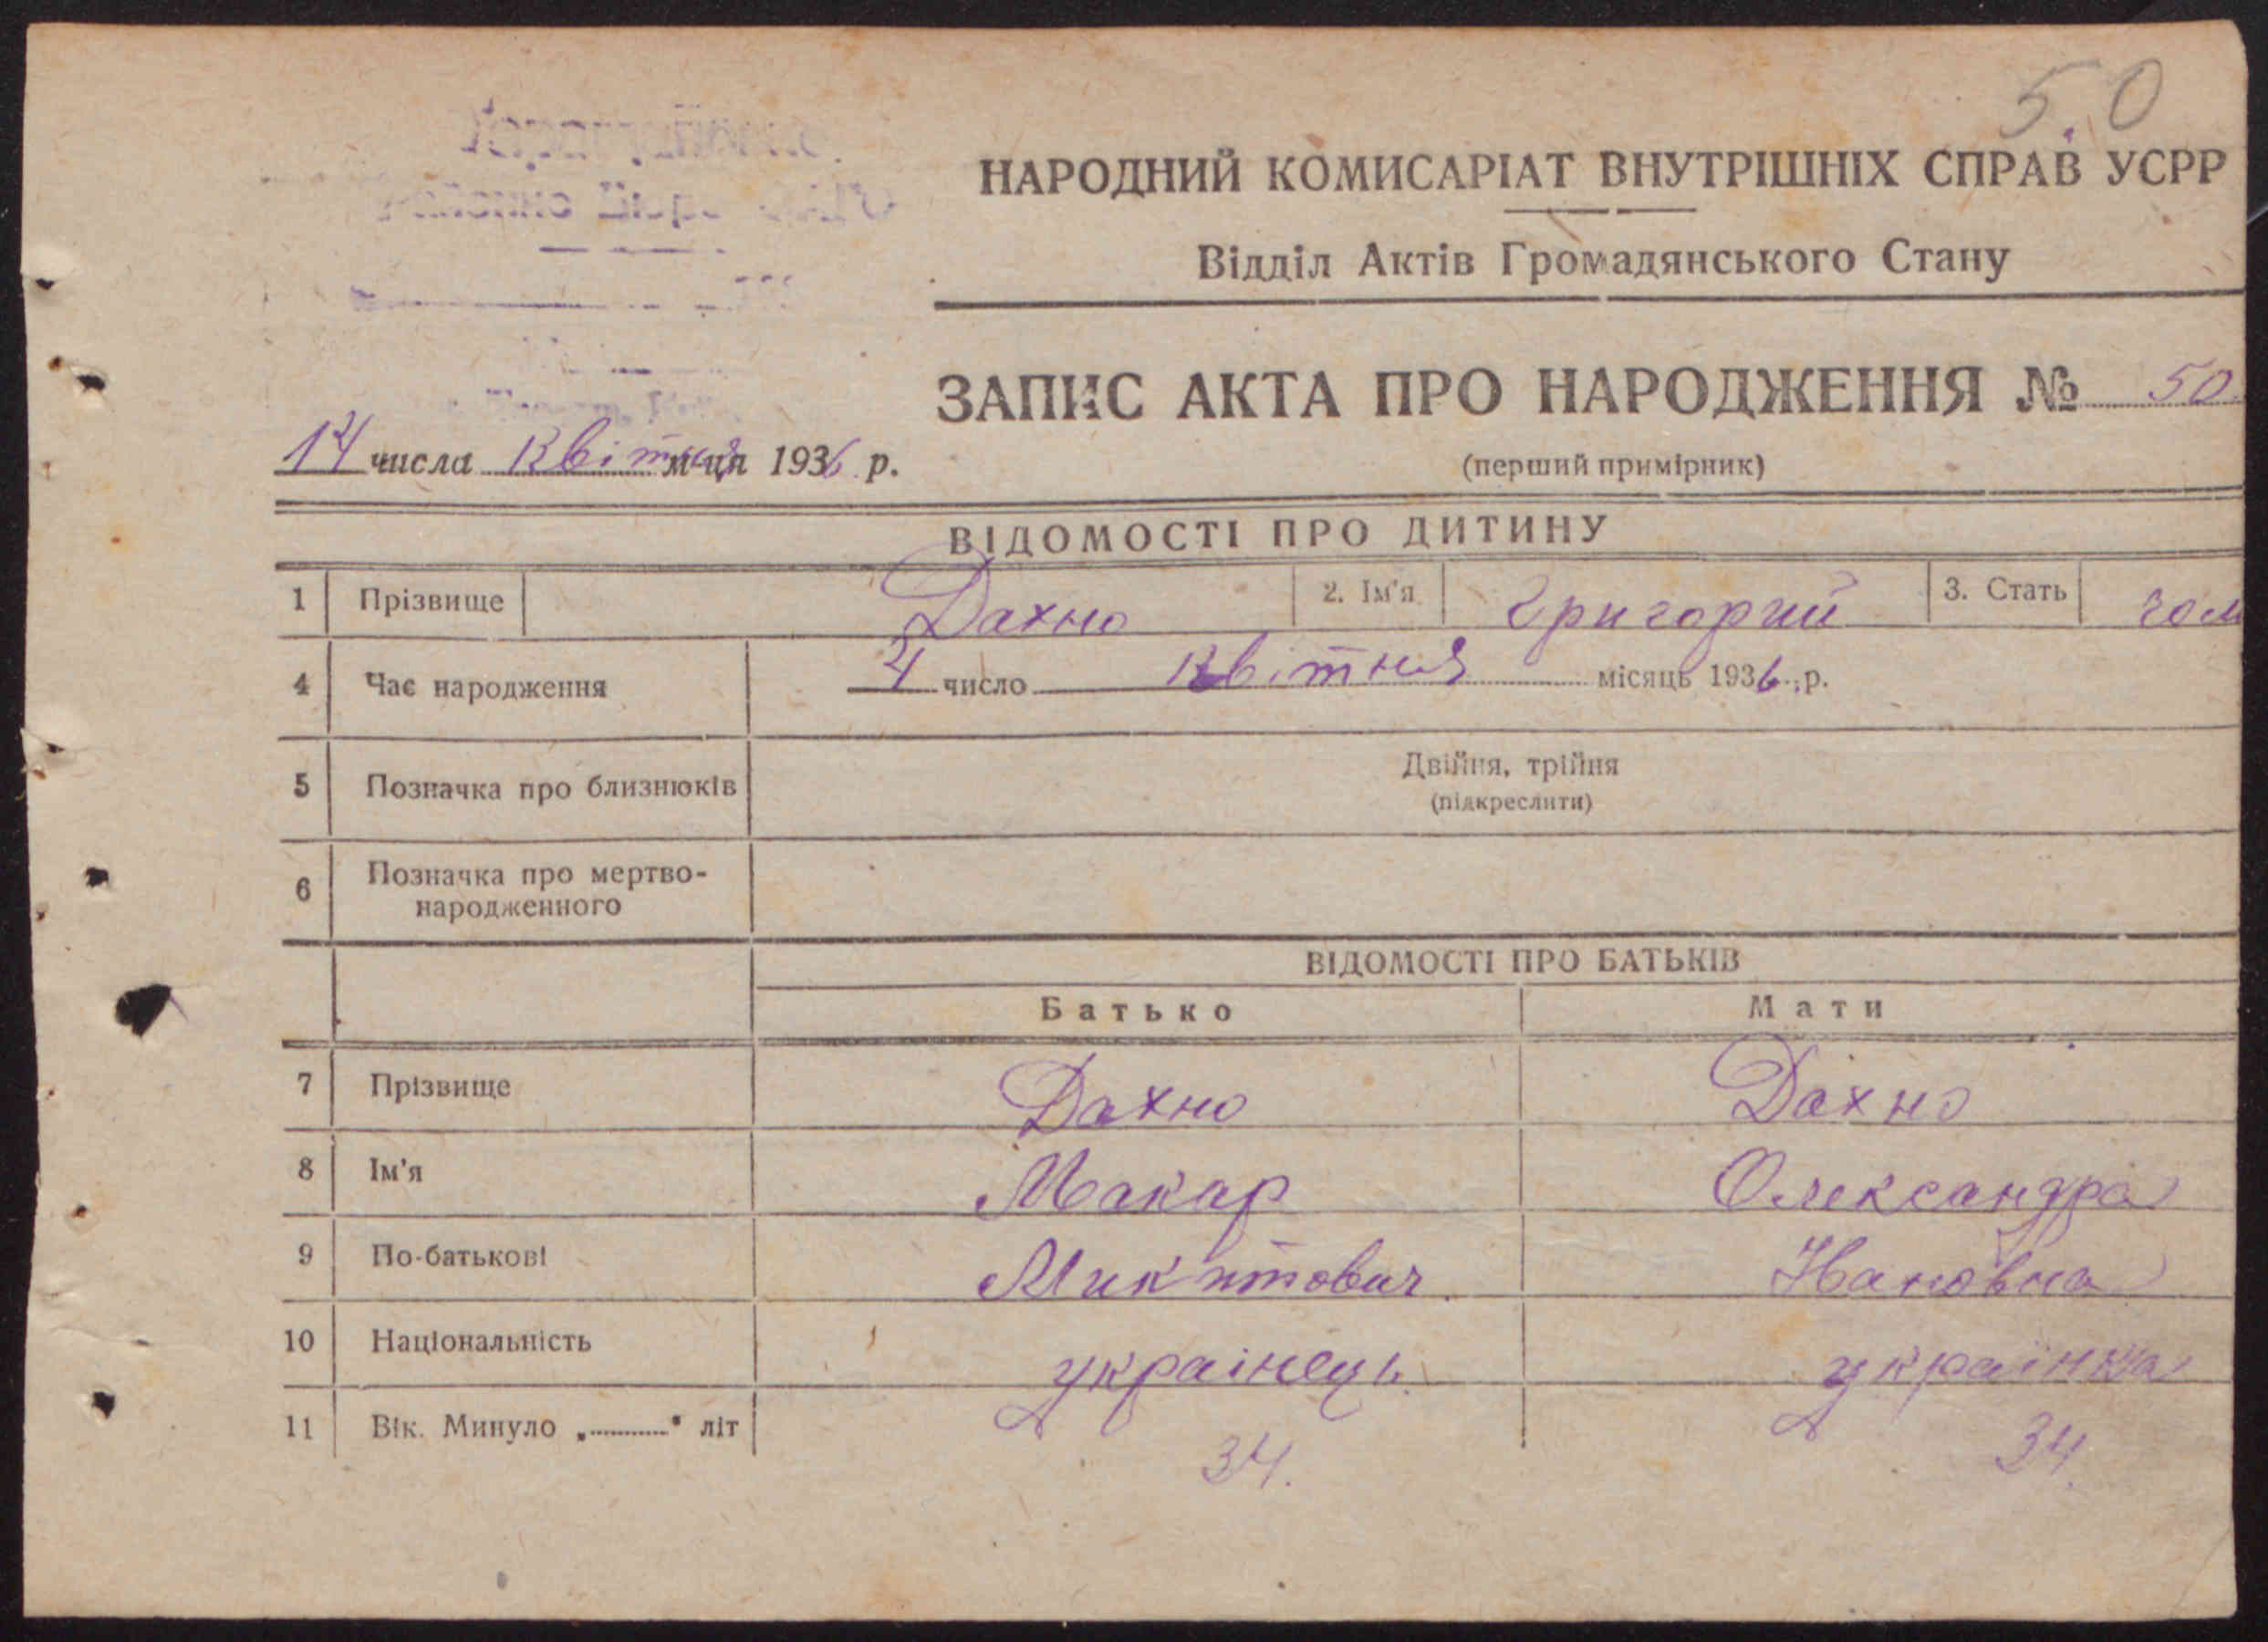 50
НАРОДНИЙ КОМИСАРІАТ ВНУТРІШНІХ СПРАВ УСРР
Відділ Актів Громадянського Стану
ЗАПИС АКТА ПРО НАРОДЖЕННЯ № 50
14 числа Квітня м-ця 1936 р.
(перший примірник)
ВІДОМОСТІ ПРО ДИТИНУ
1 Прізвище Дахно 2. Ім'я Григорий 3. Стать чол
4 Час народження 4 число Квітня місяць 1936 р.
5 Позначка про близнюків Двійня, трійня
(підкреслити)
6 Позначка про мертво-
народженного
ВІДОМОСТІ ПРО БАТЬКІВ
Батько Мати
7 Прізвище Дахно Дахно
8 Ім'я Макар Олександра
9 По-батькові Микитович Івановна
10 Національність українець українка
11 Вік. Минуло „ " літ 34. 34.